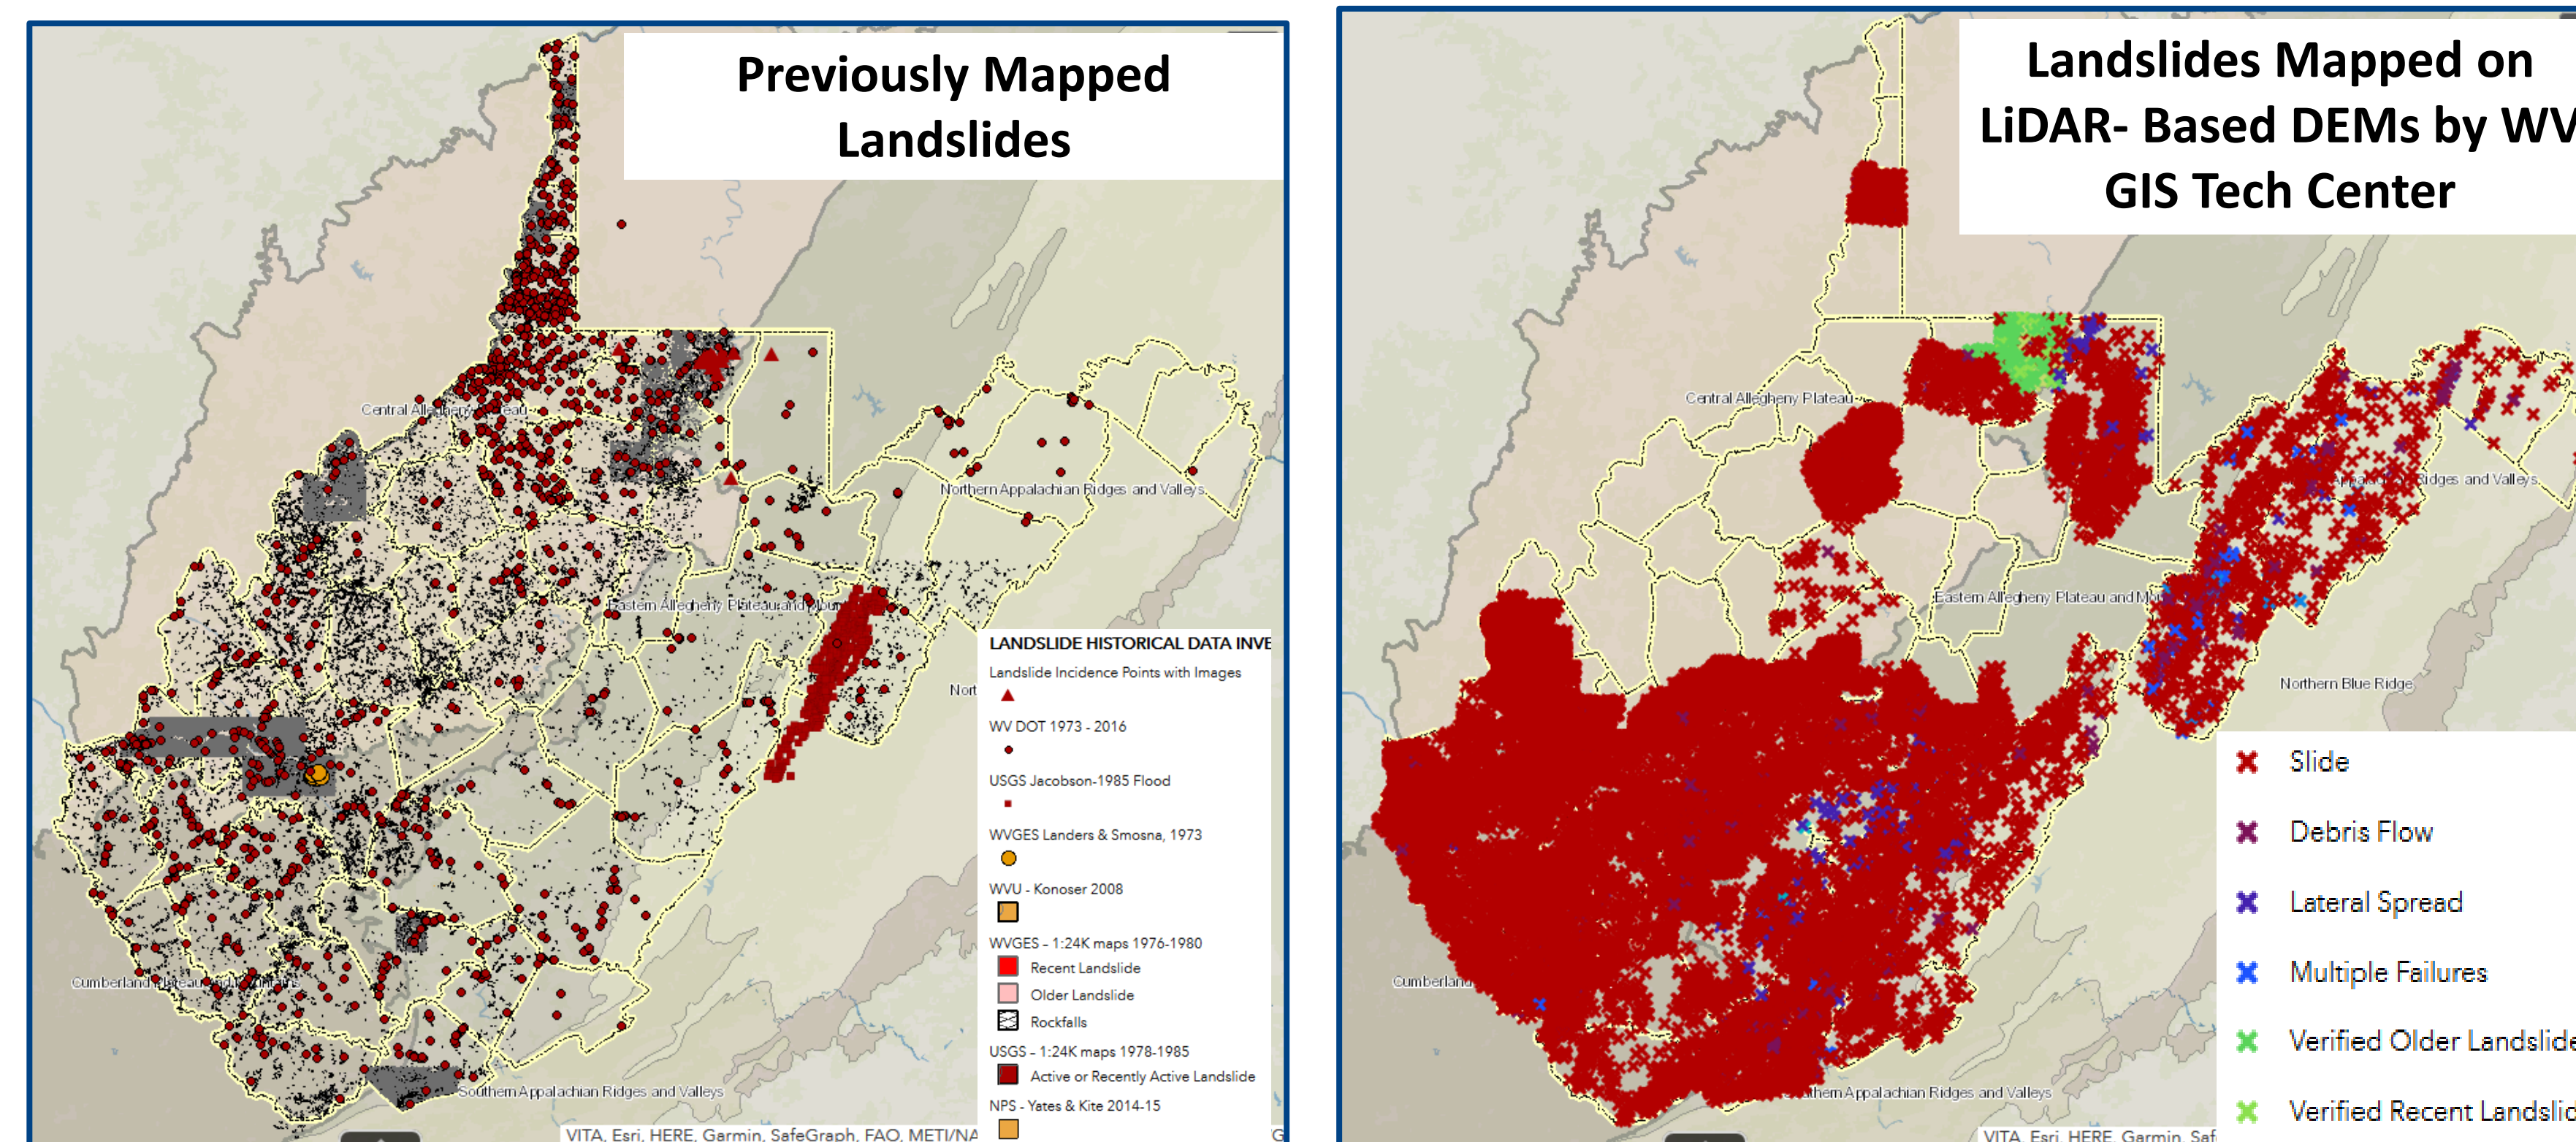 Previously Mapped
Landslides
Central Allegheny Plateau
Northern Appalachian Ridges and Valleys
Eastern Allegheny Plateau and Moun
Nort
Cumberland Plateau and Mountains
Southern Appalachian Ridges and Valleys
LANDSLIDE HISTORICAL DATA INVE
Landslide Incidence Points with Images
WV DOT 1973 - 2016
USGS Jacobson-1985 Flood
WVGES Landers & Smosna, 1973
WVU - Konoser 2008
WVGES - 1:24K maps 1976-1980
Recent Landslide
Older Landslide
Rockfalls
USGS - 1:24K maps 1978-1985
Active or Recently Active Landslide
NPS - Yates & Kite 2014-15
VITA, Esri, HERE, Garmin, SafeGraph, FAO, METI/NA
Landslides Mapped on
LiDAR- Based DEMs by WV
GIS Tech Center
Central Allegheny Plateau
Ridges and Valleys
Eastern Allegheny Plateau and Mo
Northern Blue Ridge
Cumberlan
thern Appalachian Ridges and Valleys
Slide
Debris Flow
Lateral Spread
Multiple Failures
Verified Older Landslide
Verified Recent Landslid
VITA, Esri, HERE, Garmin, Saf